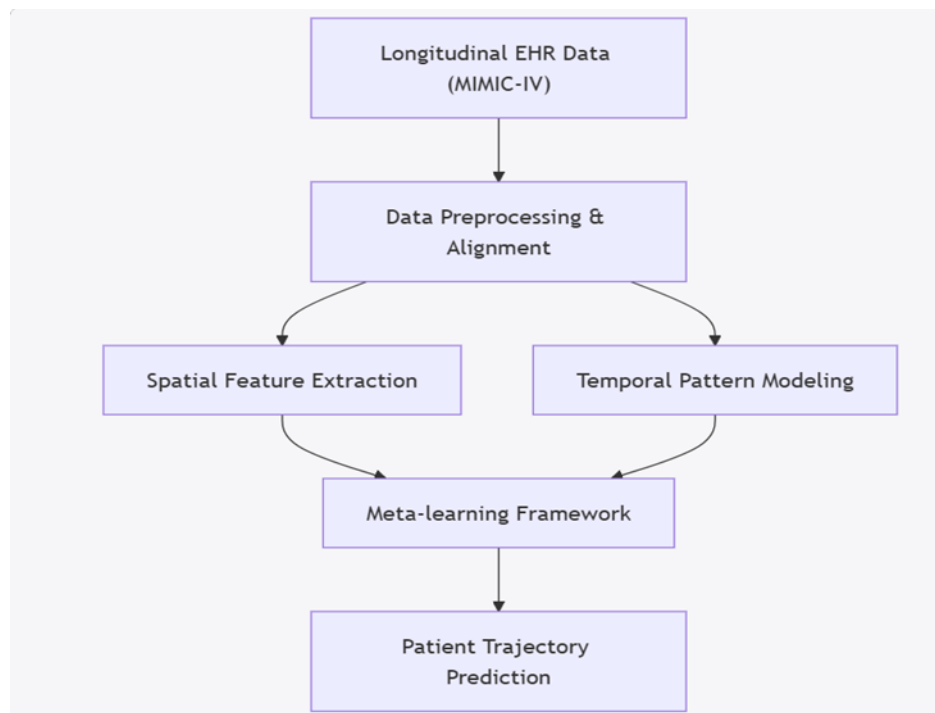 Longitudinal EHR Data
(MIMIC-IV)
Data Preprocessing &
Alignment
Spatial Feature Extraction
Temporal Pattern Modeling
Meta-learning Framework
Patient Trajectory
Prediction